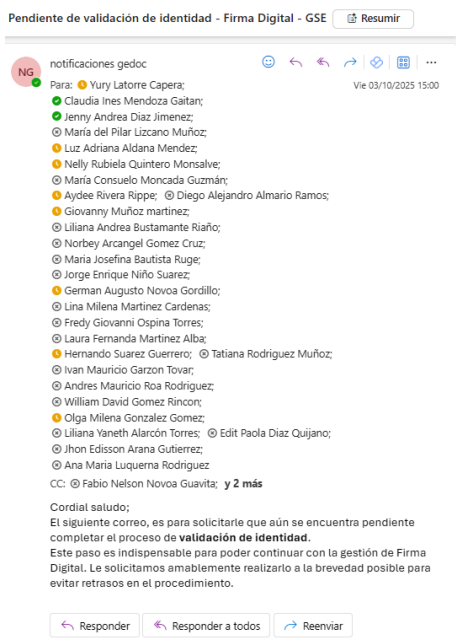 Pendiente de validación de identidad - Firma Digital - GSE Resumir
NG notificaciones gedoc
Para: Yury Latorre Capera; Vie 03/10/2025 15:00
Claudia Ines Mendoza Gaitan;
Jenny Andrea Diaz Jimenez;
María del Pilar Lizcano Muñoz;
Luz Adriana Aldana Mendez;
Nelly Rubiela Quintero Monsalve;
María Consuelo Moncada Guzmán;
Aydee Rivera Rippe; Diego Alejandro Almario Ramos;
Giovanny Muñoz martinez;
Liliana Andrea Bustamante Riaño;
Norbey Arcangel Gomez Cruz;
Maria Josefina Bautista Ruge;
Jorge Enrique Niño Suarez;
German Augusto Novoa Gordillo;
Lina Milena Martinez Cardenas;
Fredy Giovanni Ospina Torres;
Laura Fernanda Martinez Alba;
Hernando Suarez Guerrero; Tatiana Rodriguez Muñoz;
Ivan Mauricio Garzon Tovar;
Andres Mauricio Roa Rodriguez;
William David Gomez Rincon;
Olga Milena Gonzalez Gomez;
Liliana Yaneth Alarcón Torres; Edit Paola Diaz Quijano;
Jhon Edisson Arana Gutierrez;
Ana Maria Luquerna Rodriguez
CC: Fabio Nelson Novoa Guavita; y 2 más
Cordial saludo;
El siguiente correo, es para solicitarle que aún se encuentra pendiente
completar el proceso de validación de identidad.
Este paso es indispensable para poder continuar con la gestión de Firma
Digital. Le solicitamos amablemente realizarlo a la brevedad posible para
evitar retrasos en el procedimiento.
Responder Responder a todos Reenviar